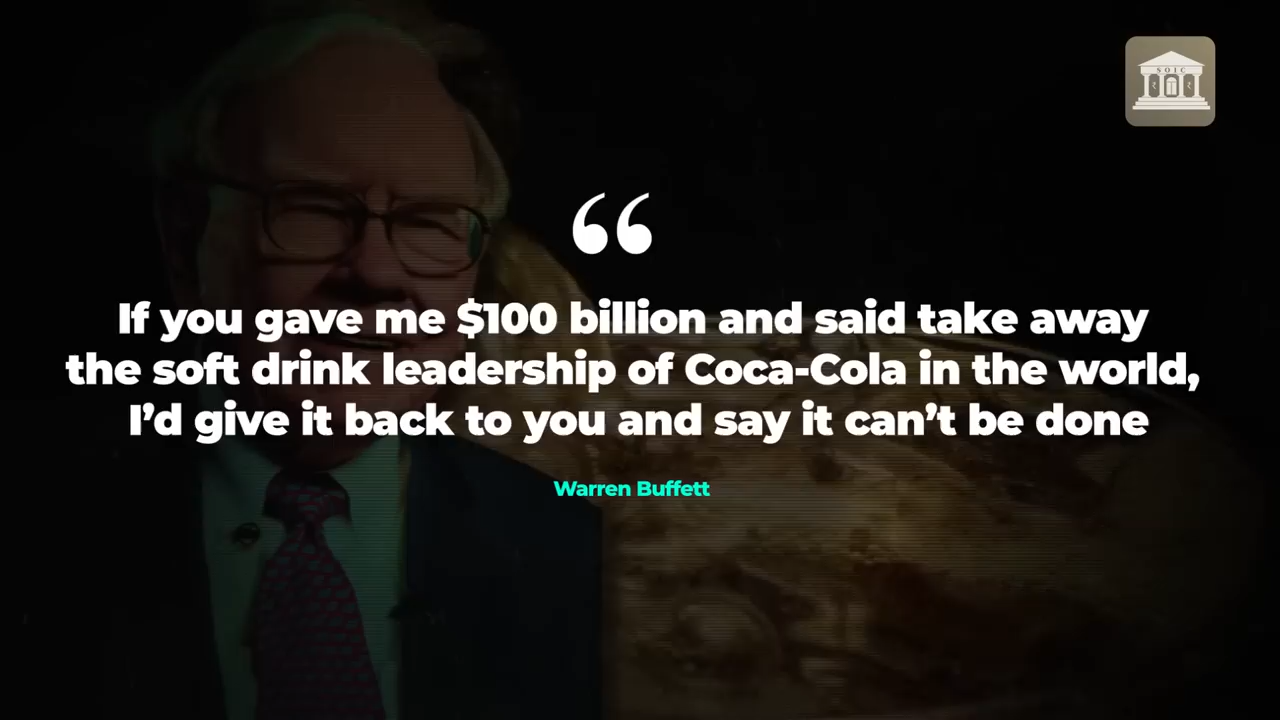 SOIC
“
If you gave me $100 billion and said take away
the soft drink leadership of Coca-Cola in the world,
I’d give it back to you and say it can’t be done
Warren Buffett